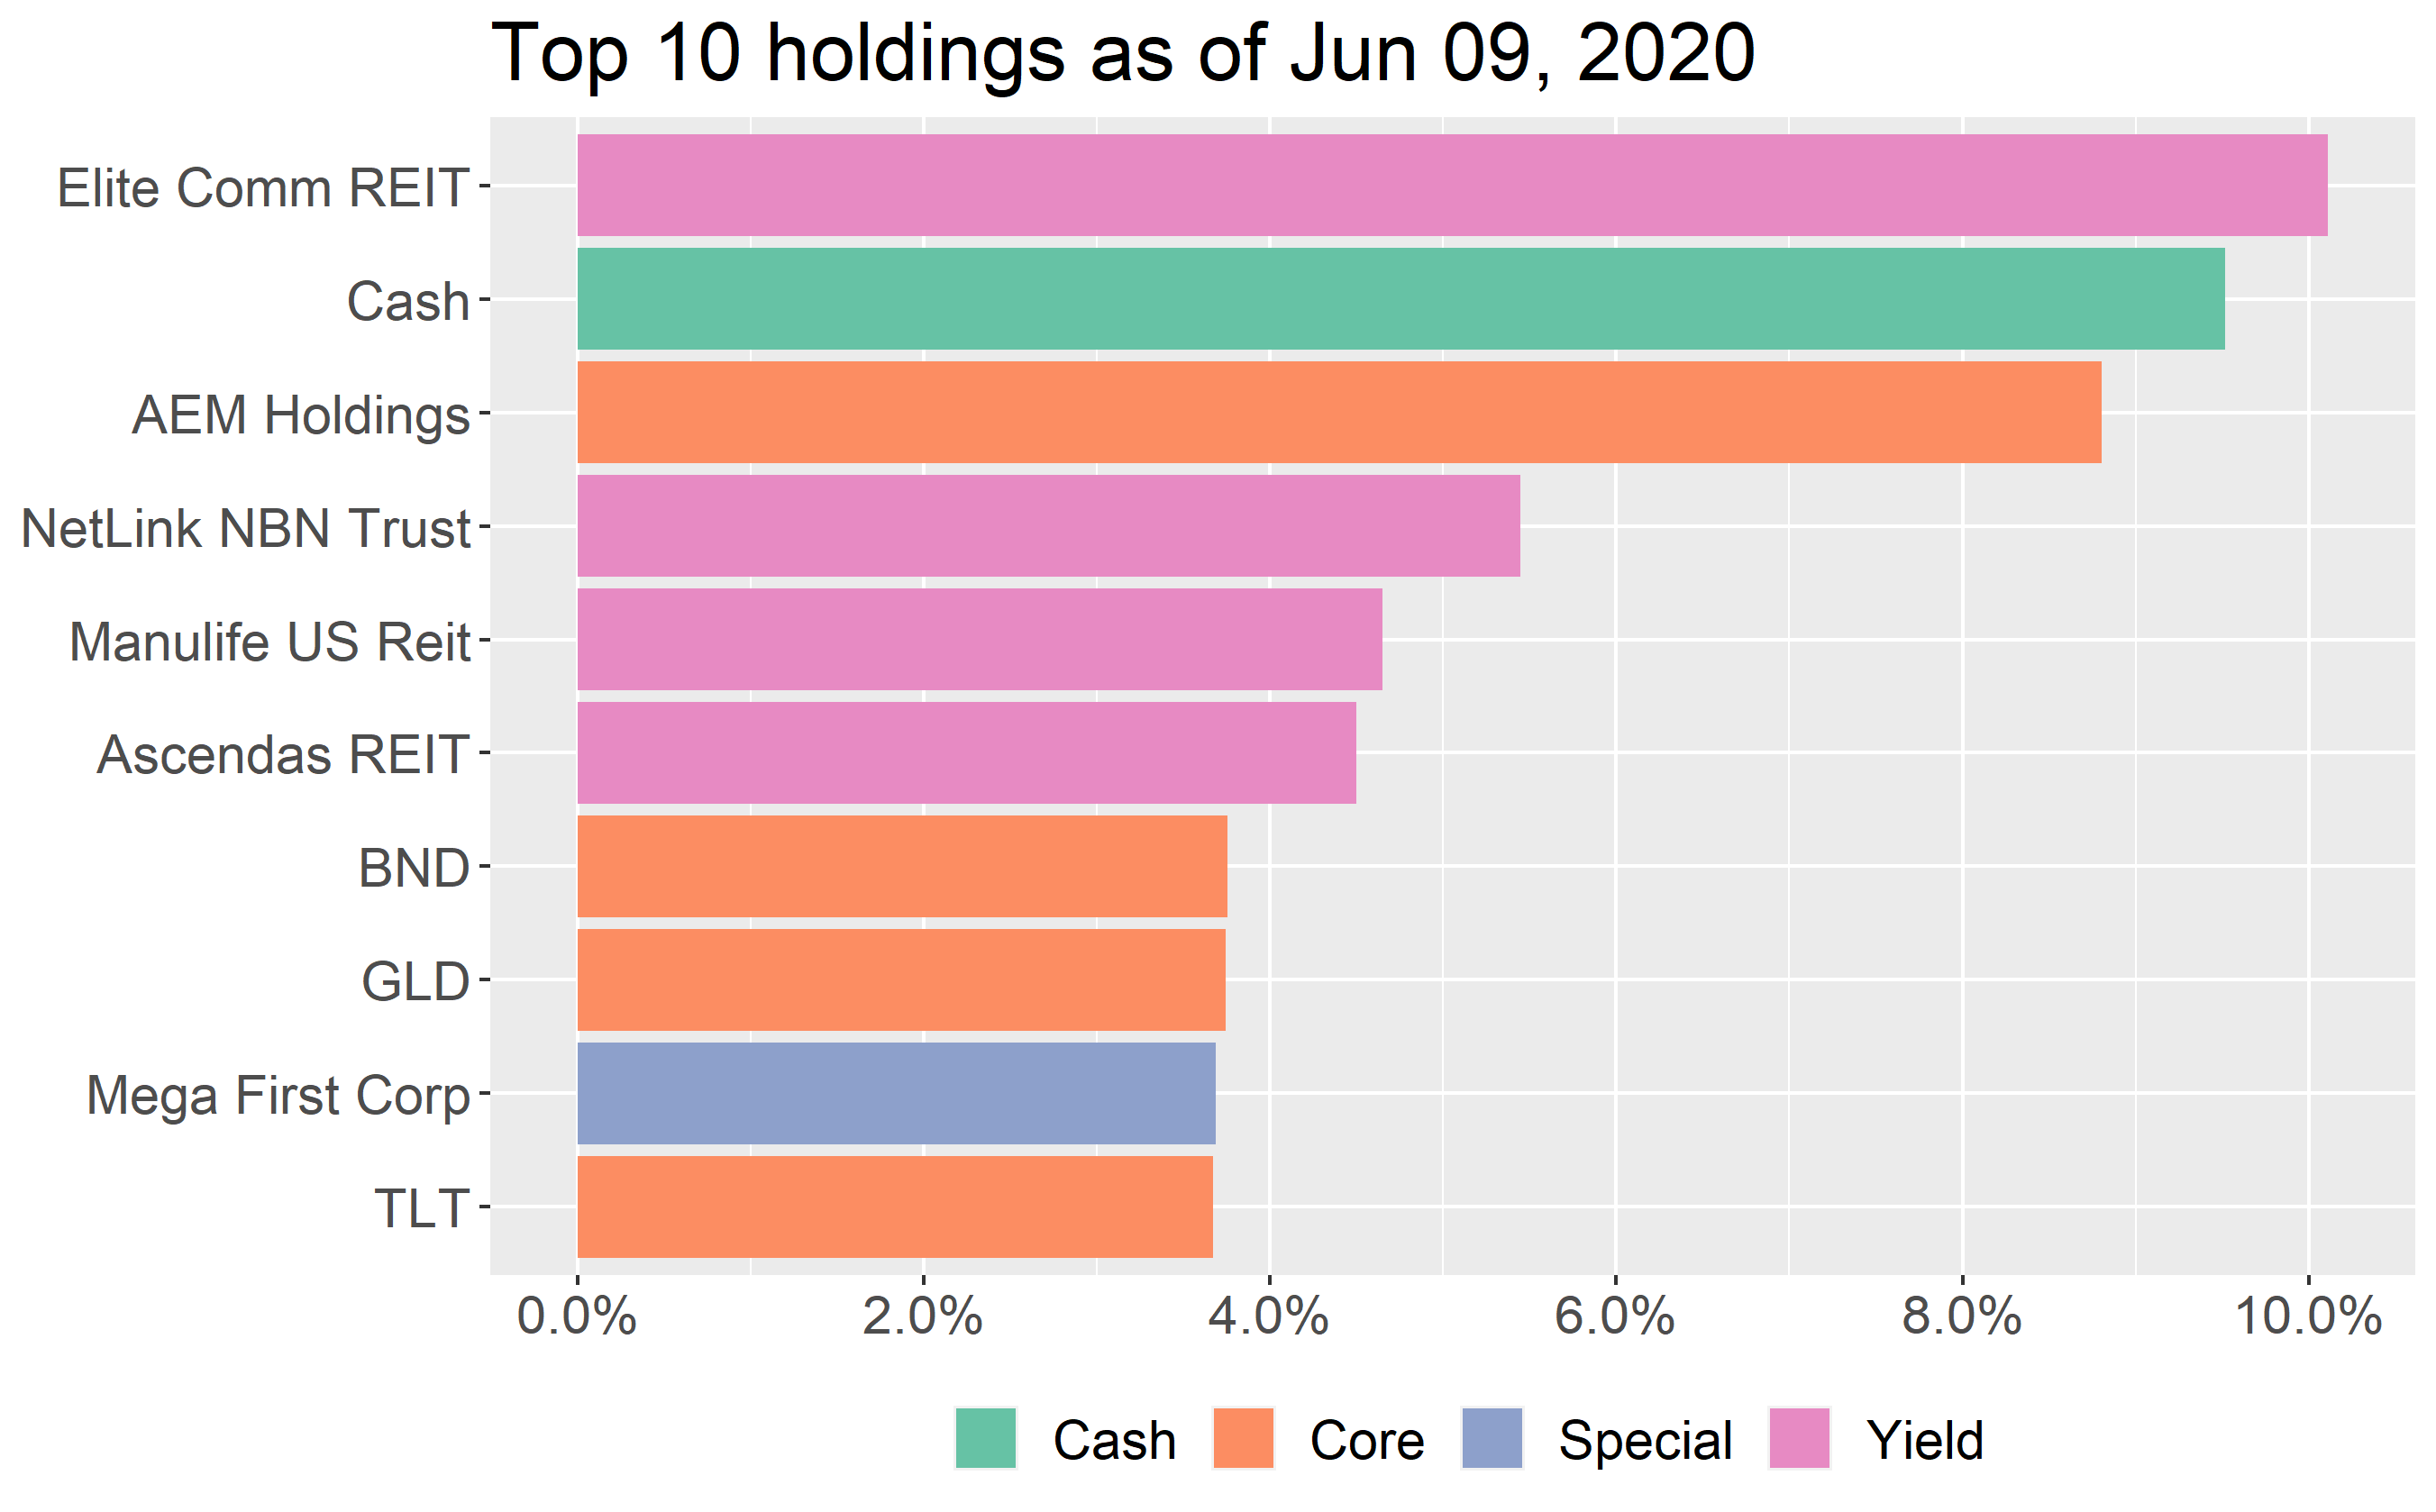 Top 10 holdings as of Jun 09, 2020
Elite Comm REIT
Cash
AEM Holdings
NetLink NBN Trust
Manulife US Reit
Ascendas REIT
BND
GLD
Mega First Corp
TLT
0.0% 2.0% 4.0% 6.0% 8.0% 10.0%
Cash Core Special Yield